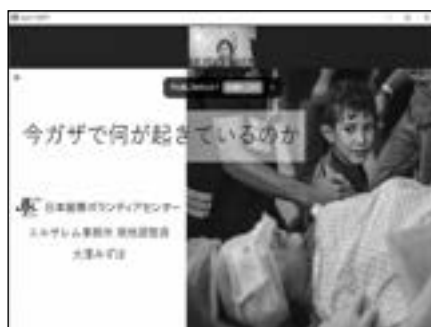 今ガザで何が起きているのか
日本国際ボランティアセンター
エルサレム事務所 現地調整員
大澤みずほ